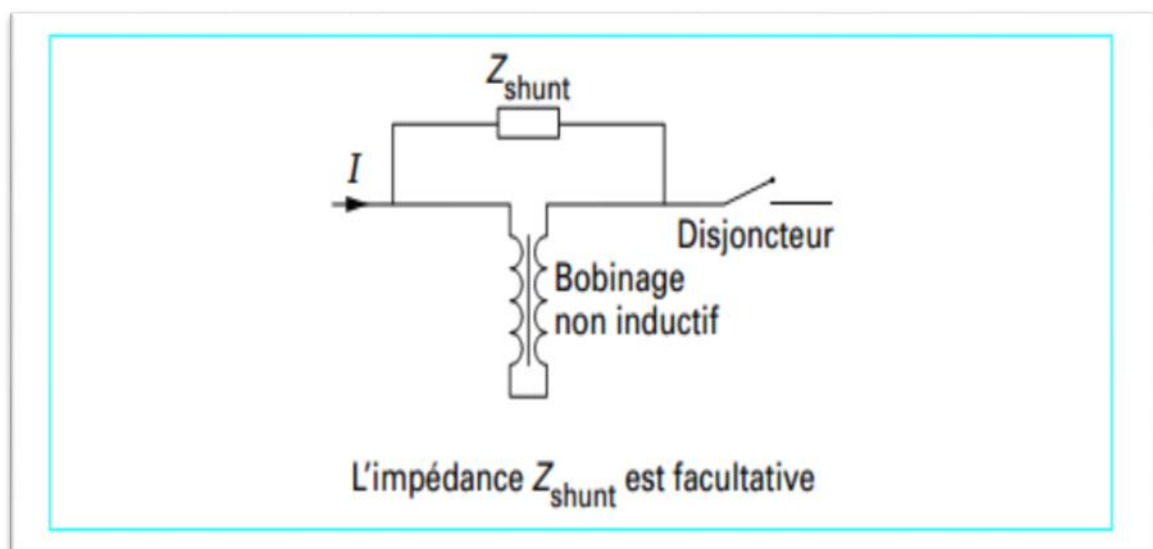 Zshunt
I
Disjoncteur
Bobinage
non inductif
L'impédance Zshunt est facultative